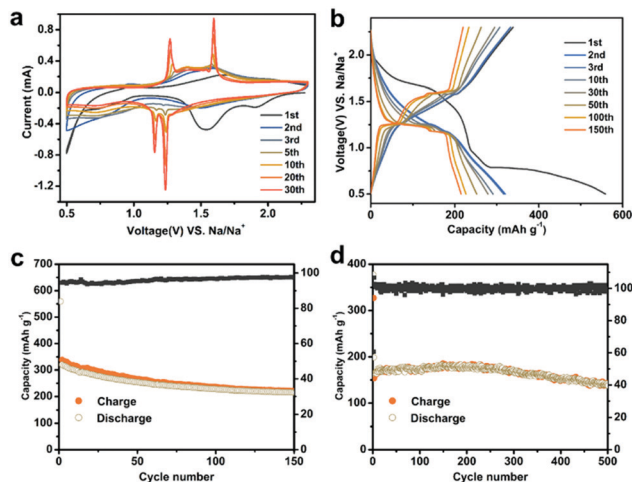 a
0.8
0.4
0.0
-0.4
-0.8
-1.2
Current (mA)
1st
2nd
3rd
5th
10th
20th
30th
0.5
1.0
1.5
2.0
Voltage(V) VS. Na/Na⁺
b
2.0
1.5
1.0
0.5
Voltage(V) VS. Na/Na⁺
1st
2nd
3rd
10th
30th
50th
100th
150th
0
200
400
600
Capacity (mAh g⁻¹)
c
700
600
500
400
300
200
100
0
Capacity (mAh g⁻¹)
100
80
60
40
20
0
Charge
Discharge
0
50
100
150
Cycle number
d
400
350
300
250
200
150
100
50
0
Capacity (mAh g⁻¹)
100
80
60
40
20
0
Charge
Discharge
0
100
200
300
400
500
Cycle number